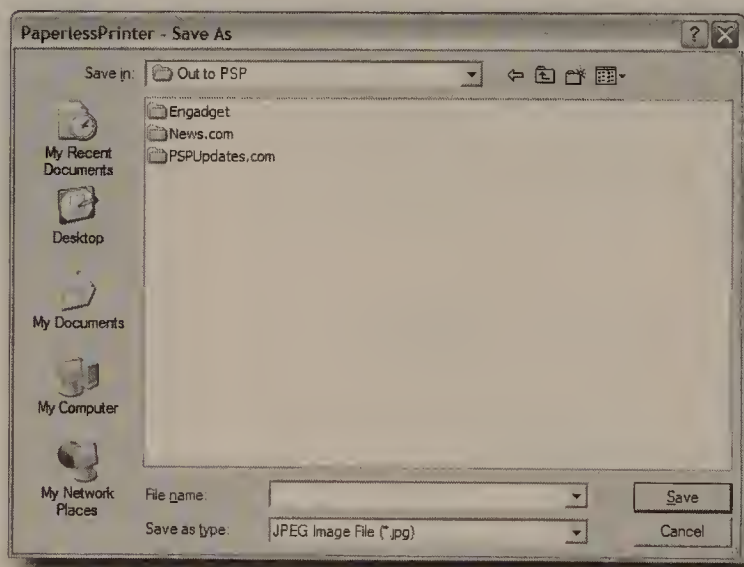 PaperlessPrinter - Save As
Save in: Out to PSP
Engadget
News.com
PSPUpdates.com
My Recent
Documents
Desktop
My Documents
My Computer
My Network
Places
File name:
Save
Save as type: JPEG Image File (*.jpg)
Cancel